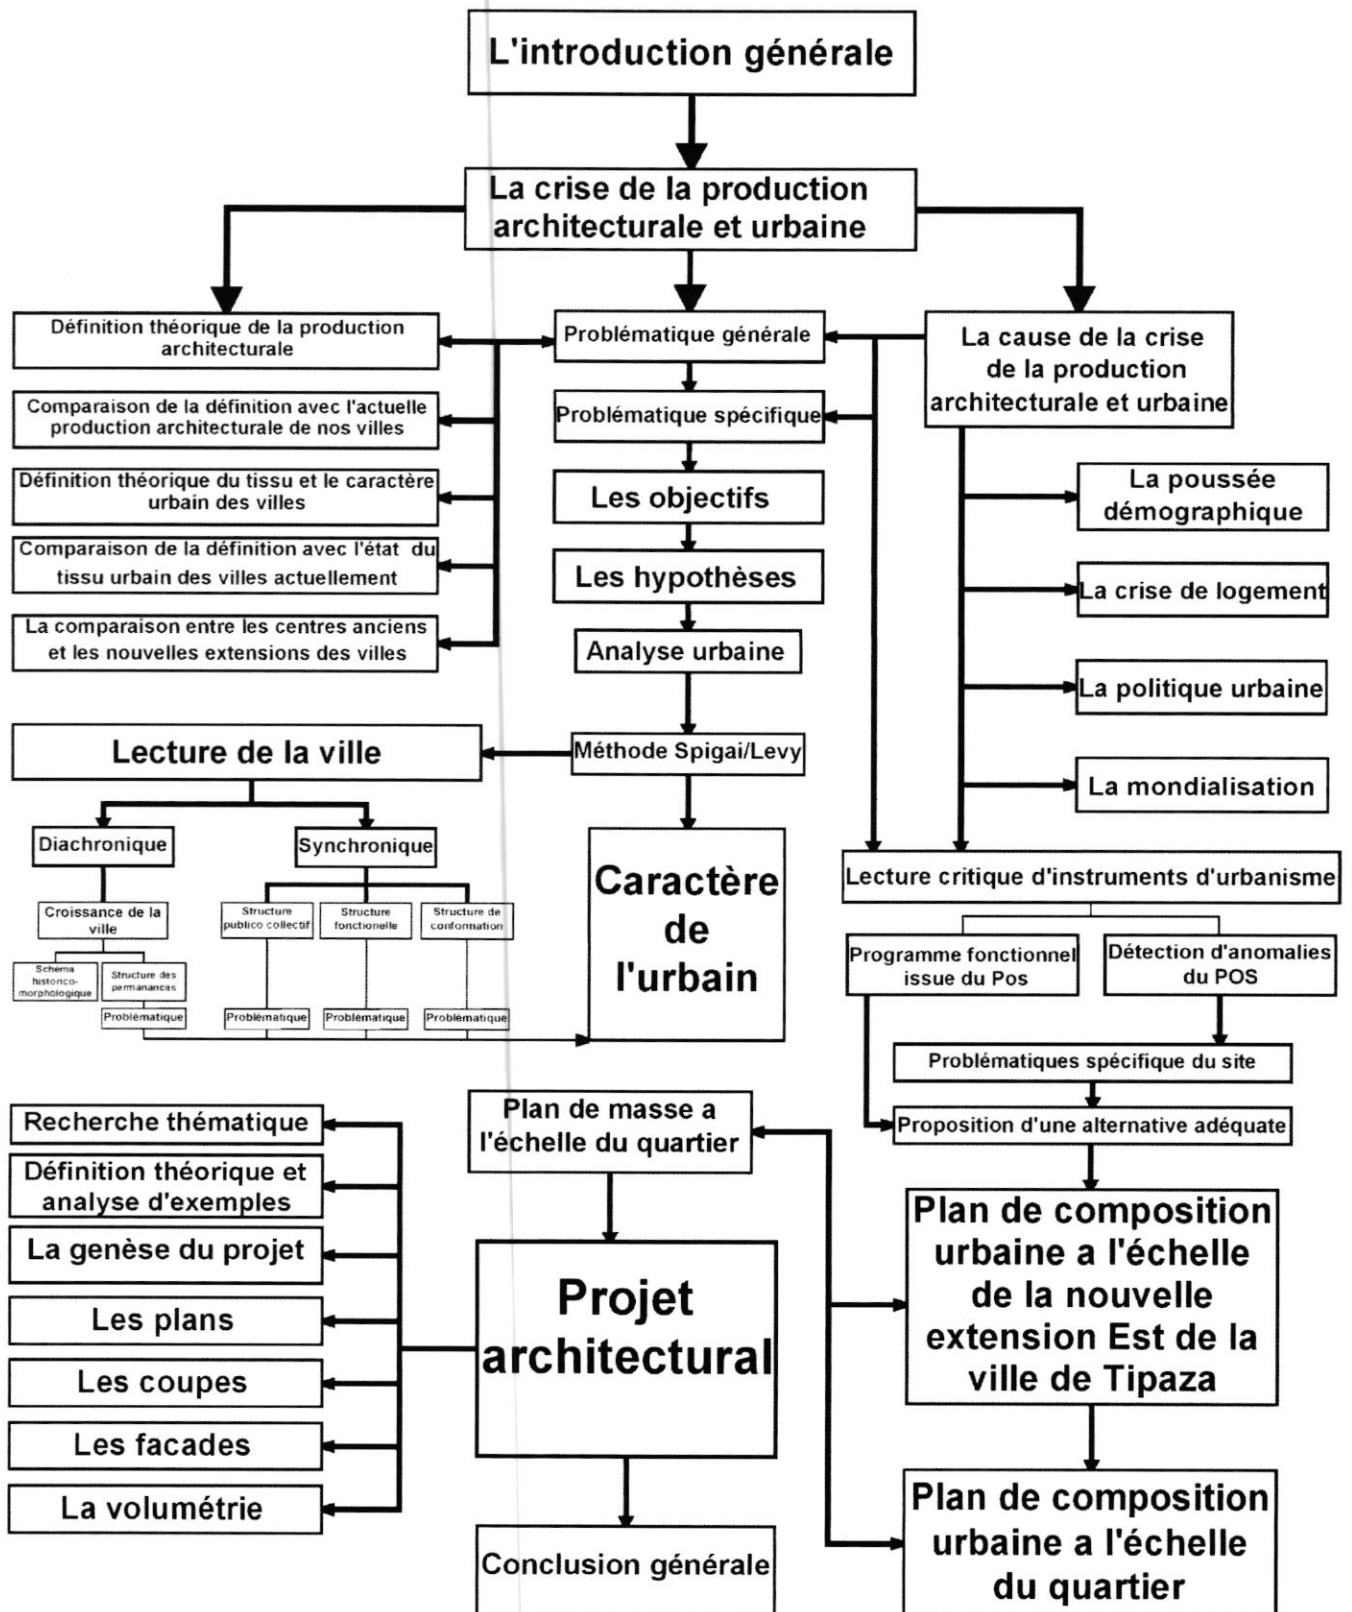 L'introduction générale
La crise de la production
architecturale et urbaine
Définition théorique de la production
architecturale
Problématique générale
La cause de la crise
de la production
architecturale et urbaine
Comparaison de la définition avec l'actuelle
production architecturale de nos villes
Problématique spécifique
Définition théorique du tissu et le caractère
urbain des villes
Les objectifs
La poussée
démographique
Comparaison de la définition avec l'état du
tissu urbain des villes actuellement
Les hypothèses
La crise de logement
La comparaison entre les centres anciens
et les nouvelles extensions des villes
Analyse urbaine
La politique urbaine
Lecture de la ville
Méthode Spigai/Levy
La mondialisation
Diachronique
Synchronique
Caractère
de
l'urbain
Lecture critique d'instruments d'urbanisme
Croissance de la
ville
Structure
publico collectif
Structure
fonctionelle
Structure de
conformation
Programme fonctionnel
issue du Pos
Détection d'anomalies
du POS
Schéma
historico-
morphologique
Structure des
permanances
Problématique
Problématique
Problématique
Problématique
Problématiques spécifique du site
Proposition d'une alternative adéquate
Plan de masse a
l'échelle du quartier
Recherche thématique
Définition théorique et
analyse d'exemples
La genèse du projet
Les plans
Les coupes
Les facades
La volumétrie
Projet
architectural
Plan de composition
urbaine a l'échelle
de la nouvelle
extension Est de la
ville de Tipaza
Plan de composition
urbaine a l'échelle
du quartier
Conclusion générale